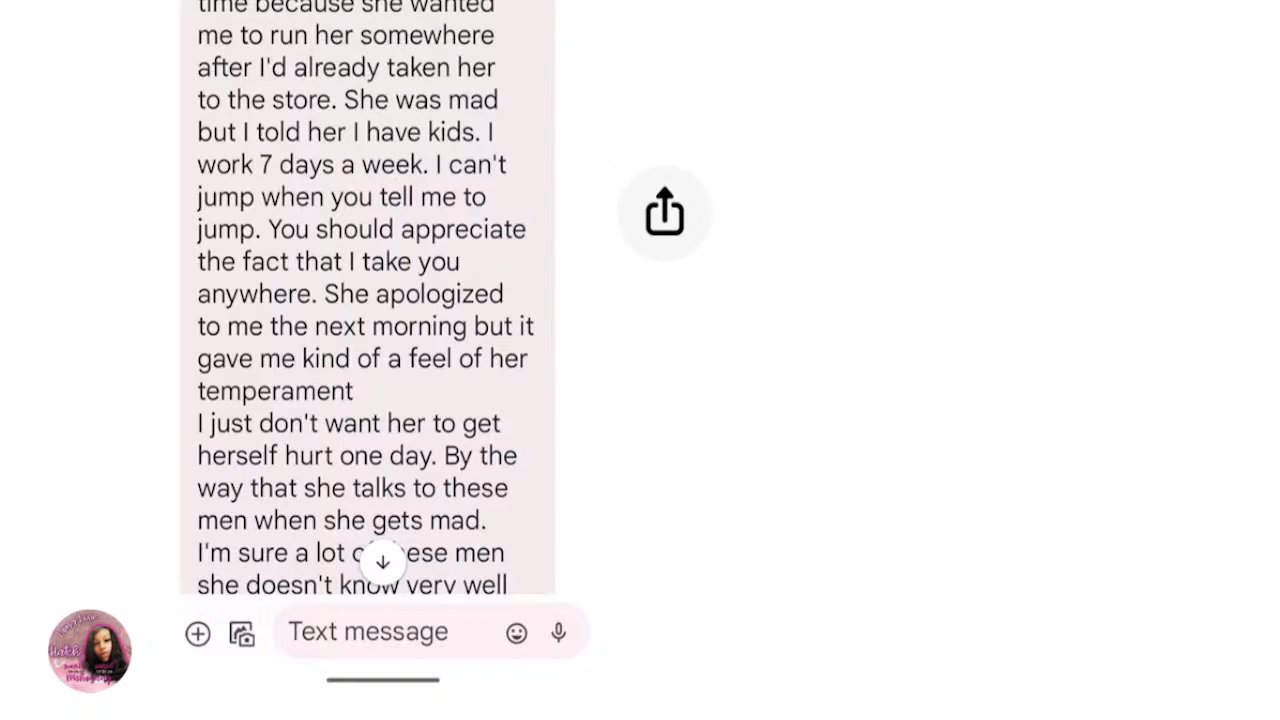 time because she wanted
me to run her somewhere
after I'd already taken her
to the store. She was mad
but I told her I have kids. I
work 7 days a week. I can't
jump when you tell me to
jump. You should appreciate
the fact that I take you
anywhere. She apologized
to me the next morning but it
gave me kind of a feel of her
temperament
I just don't want her to get
herself hurt one day. By the
way that she talks to these
men when she gets mad.
I'm sure a lot of these men
she doesn't know very well
Text message
Hatch